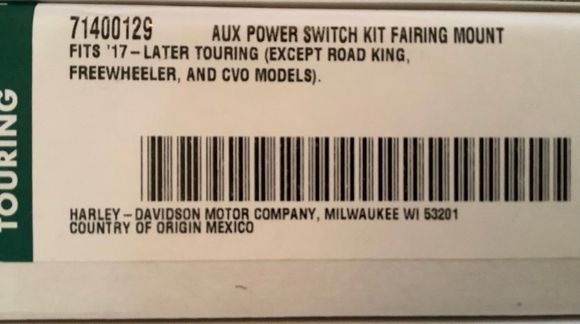 71400129 AUX POWER SWITCH KIT FAIRING MOUNT
FITS '17-LATER TOURING (EXCEPT ROAD KING,
FREEWHEELER, AND CVO MODELS).
TOURING
HARLEY-DAVIDSON MOTOR COMPANY, MILWAUKEE WI 53201
COUNTRY OF ORIGIN MEXICO